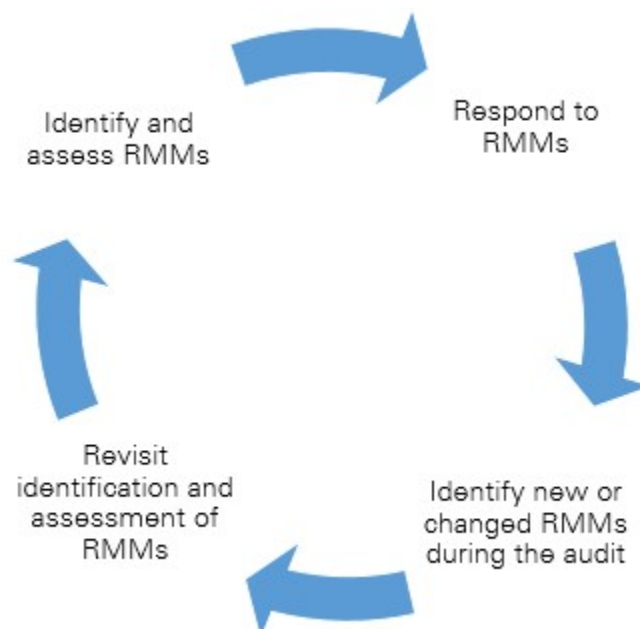 Identify and
assess RMMs
Respond to
RMMs
Identify new or
changed RMMs
during the audit
Revisit
identification and
assessment of
RMMs